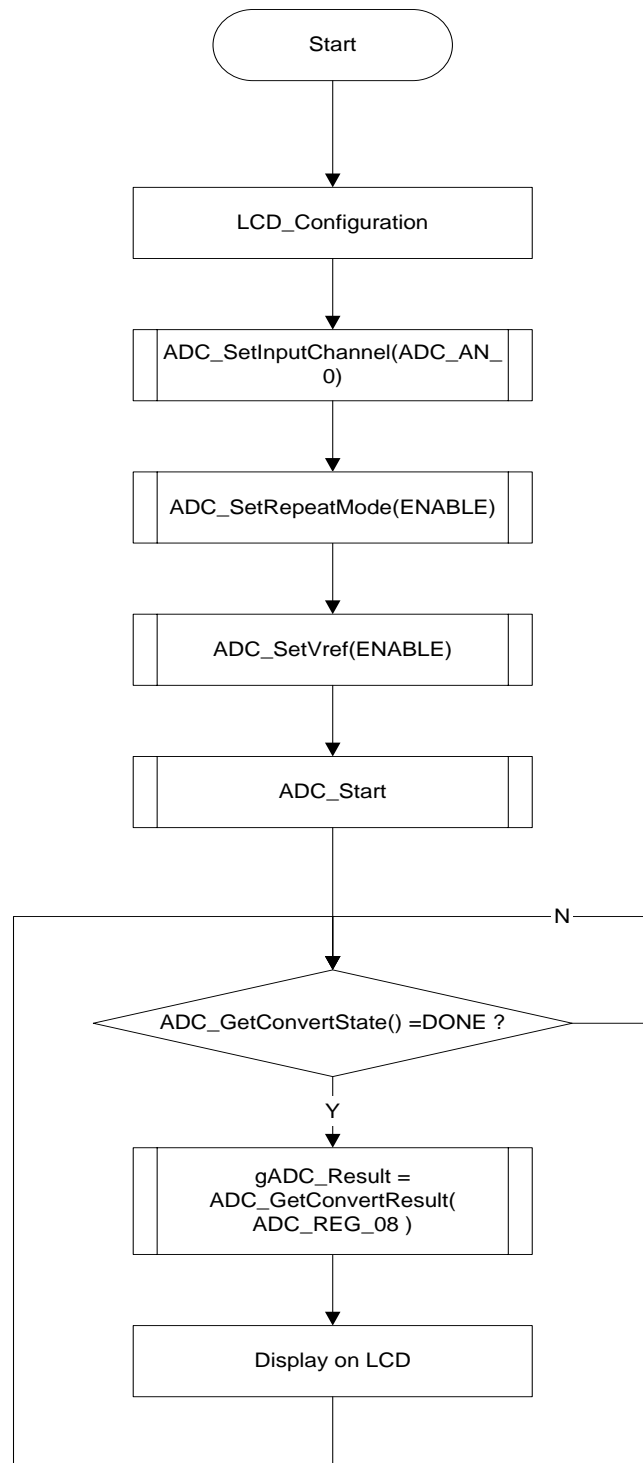 Start
LCD_Configuration
ADC_SetInputChannel(ADC_AN_
0)
ADC_SetRepeatMode(ENABLE)
ADC_SetVref(ENABLE)
ADC_Start
N
ADC_GetConvertState() =DONE ?
Y
gADC_Result =
ADC_GetConvertResult(
ADC_REG_08 )
Display on LCD